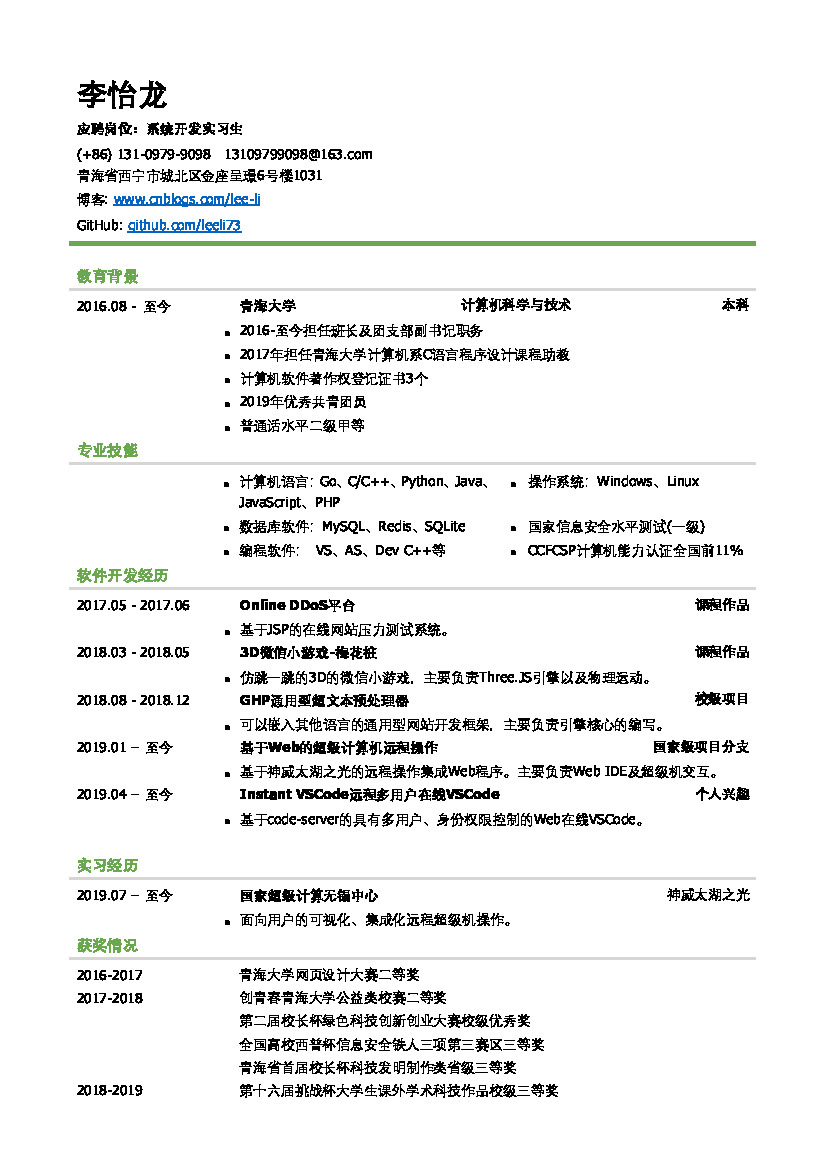 李怡龙
应聘岗位：系统开发实习生
(+86) 131-0979-9098 13109799098@163.com
青海省西宁市城北区金座呈璟6号楼1031
博客: www.cnblogs.com/lee-li
GitHub: github.com/leeli73
教育背景
2016.08 - 至今 青海大学 计算机科学与技术 本科
▪ 2016-至今担任班长及团支部副书记职务
▪ 2017年担任青海大学计算机系C语言程序设计课程助教
▪ 计算机软件著作权登记证书3个
▪ 2019年优秀共青团员
▪ 普通话水平二级甲等
专业技能
▪ 计算机语言: Go、C/C++、Python、Java、 ▪ 操作系统: Windows、Linux
JavaScript、PHP
▪ 数据库软件: MySQL、Redis、SQLite ▪ 国家信息安全水平测试(一级)
▪ 编程软件: VS、AS、Dev C++等 ▪ CCFCSP计算机能力认证全国前11%
软件开发经历
2017.05 - 2017.06 Online DDoS平台 课程作品
▪ 基于JSP的在线网站压力测试系统。
2018.03 - 2018.05 3D微信小游戏-梅花桩 课程作品
▪ 仿跳一跳的3D的微信小游戏，主要负责Three.JS引擎以及物理运动。
2018.08 - 2018.12 GHP通用型超文本预处理器 校级项目
▪ 可以嵌入其他语言的通用型网站开发框架，主要负责引擎核心的编写。
2019.01 – 至今 基于Web的超级计算机远程操作 国家级项目分支
▪ 基于神威太湖之光的远程操作集成Web程序。主要负责Web IDE及超级机交互。
2019.04 – 至今 Instant VSCode远程多用户在线VSCode 个人兴趣
▪ 基于code-server的具有多用户、身份权限控制的Web在线VSCode。
实习经历
2019.07 – 至今 国家超级计算无锡中心 神威太湖之光
▪ 面向用户的可视化、集成化远程超级机操作。
获奖情况
2016-2017 青海大学网页设计大赛二等奖
2017-2018 创青春青海大学公益类校赛二等奖
第二届校长杯绿色科技创新创业大赛校级优秀奖
全国高校西普杯信息安全铁人三项第三赛区三等奖
青海省首届校长杯科技发明制作类省级三等奖
2018-2019 第十六届挑战杯大学生课外学术科技作品校级三等奖